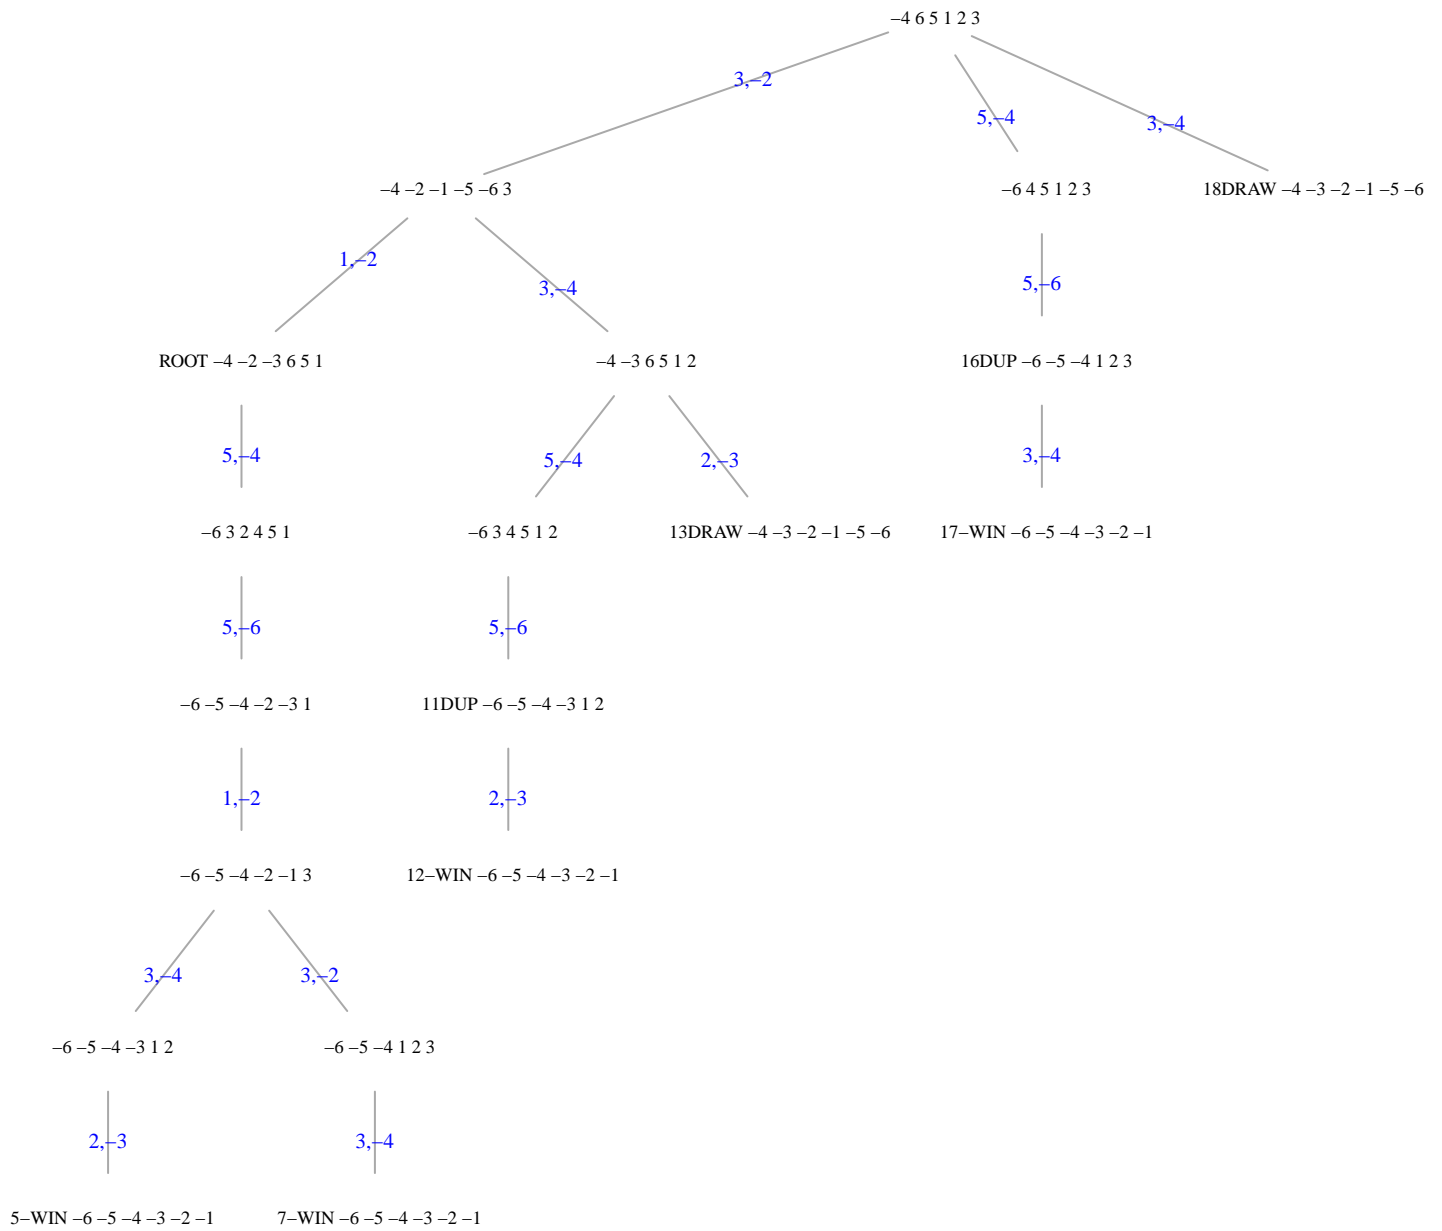 –4 6 5 1 2 3
3,–2
5,–4
3,–4
–4 –2 –1 –5 –6 3
–6 4 5 1 2 3
18DRAW –4 –3 –2 –1 –5 –6
1,–2
3,–4
5,–6
ROOT –4 –2 –3 6 5 1
–4 –3 6 5 1 2
16DUP –6 –5 –4 1 2 3
5,–4
5,–4
2,–3
3,–4
–6 3 2 4 5 1
–6 3 4 5 1 2
13DRAW –4 –3 –2 –1 –5 –6
17–WIN –6 –5 –4 –3 –2 –1
5,–6
5,–6
–6 –5 –4 –2 –3 1
11DUP –6 –5 –4 –3 1 2
1,–2
2,–3
–6 –5 –4 –2 –1 3
12–WIN –6 –5 –4 –3 –2 –1
3,–4
3,–2
–6 –5 –4 –3 1 2
–6 –5 –4 1 2 3
2,–3
3,–4
5–WIN –6 –5 –4 –3 –2 –1
7–WIN –6 –5 –4 –3 –2 –1